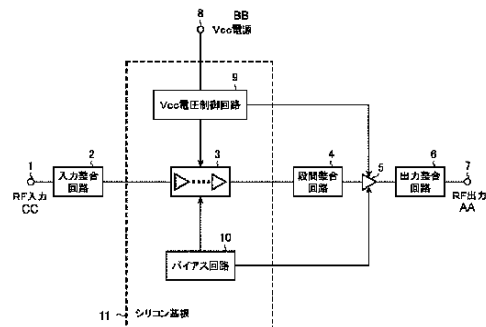 8
BB
Vcc電源
9
Vcc電圧制御回路
1
RF入力
CC
2
入力整合
回路
3
4
段間整合
回路
5
6
出力整合
回路
7
RF出力
AA
10
バイアス回路
11
シリコン基板